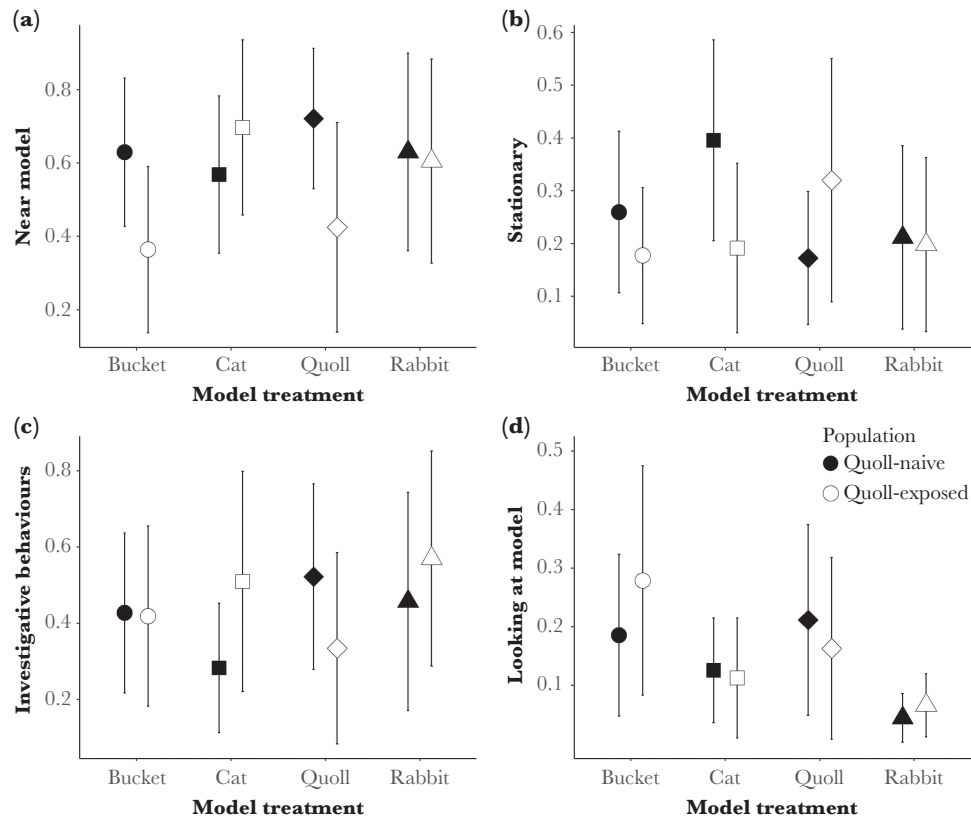 (a)
Near model
0.8
0.6
0.4
0.2
Bucket Cat Quoll Rabbit
Model treatment
(b)
Stationary
0.6
0.5
0.4
0.3
0.2
0.1
Bucket Cat Quoll Rabbit
Model treatment
(c)
Investigative behaviours
0.8
0.6
0.4
0.2
Bucket Cat Quoll Rabbit
Model treatment
(d)
Looking at model
0.5
0.4
0.3
0.2
0.1
Population
Quoll-naive
Quoll-exposed
Bucket Cat Quoll Rabbit
Model treatment